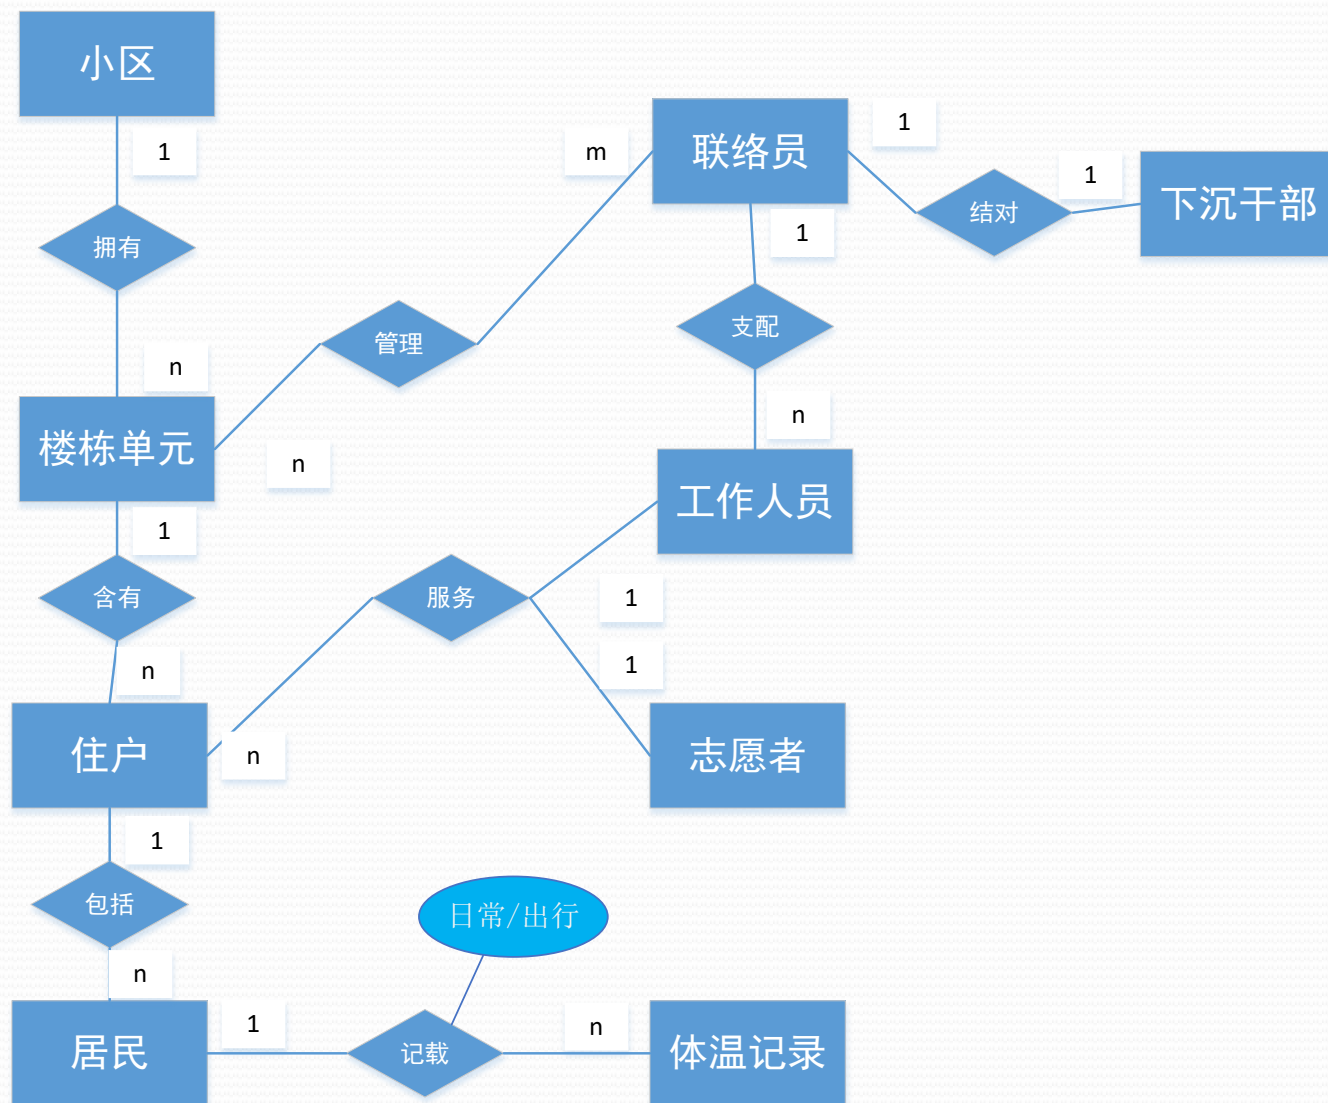 小区
1
联络员
1
m
1
下沉干部
结对
拥有
1
支配
管理
n
n
楼栋单元
n
工作人员
1
含有
服务
1
n
1
住户
n
志愿者
1
包括
日常/出行
n
居民
1
记载
n
体温记录